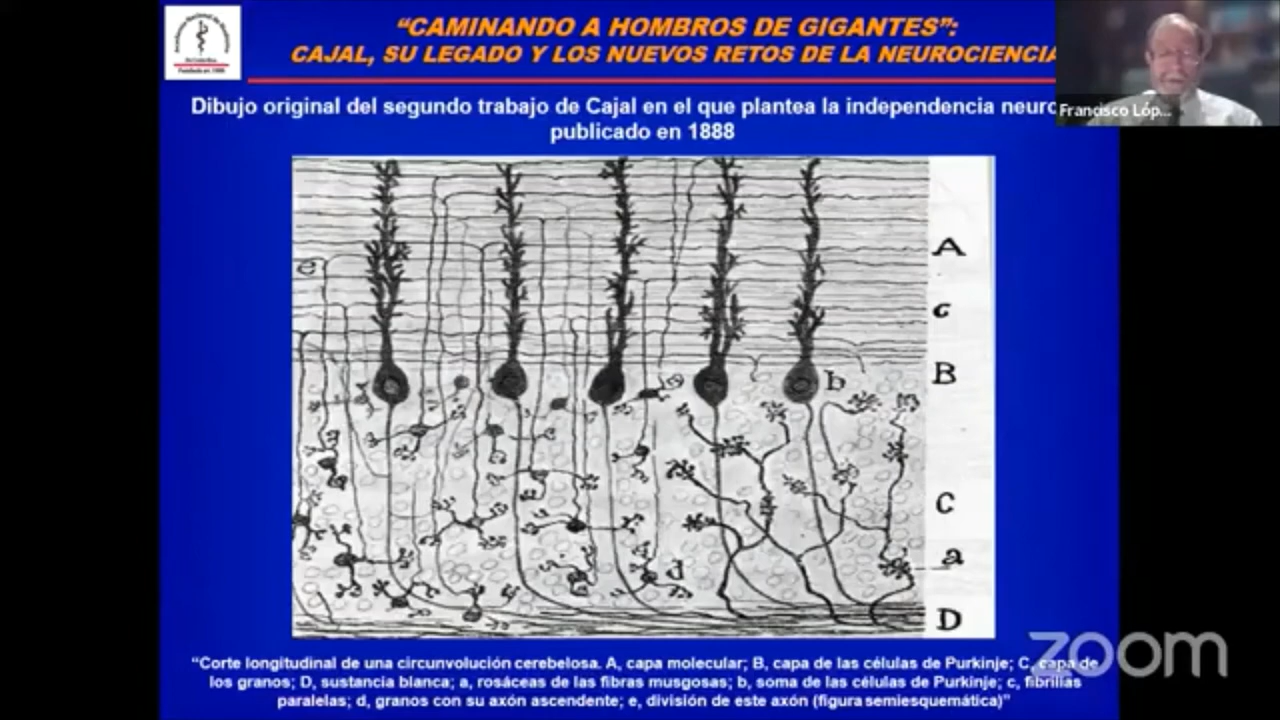 “CAMINANDO A HOMBROS DE GIGANTES”:
CAJAL, SU LEGADO Y LOS NUEVOS RETOS DE LA NEUROCIENCIA
Francisco Lóp...
Dibujo original del segundo trabajo de Cajal en el que plantea la independencia neuro
publicado en 1888
e
A
c
B
b
C
a
d
D
zoom
“Corte longitudinal de una circunvolución cerebelosa. A, capa molecular; B, capa de las células de Purkinje; C, capa de
los granos; D, sustancia blanca; a, rosáceas de las fibras musgosas; b, soma de las células de Purkinje; c, fibrillas
paralelas; d, granos con su axón ascendente; e, división de este axón (figura semiesquemática)”